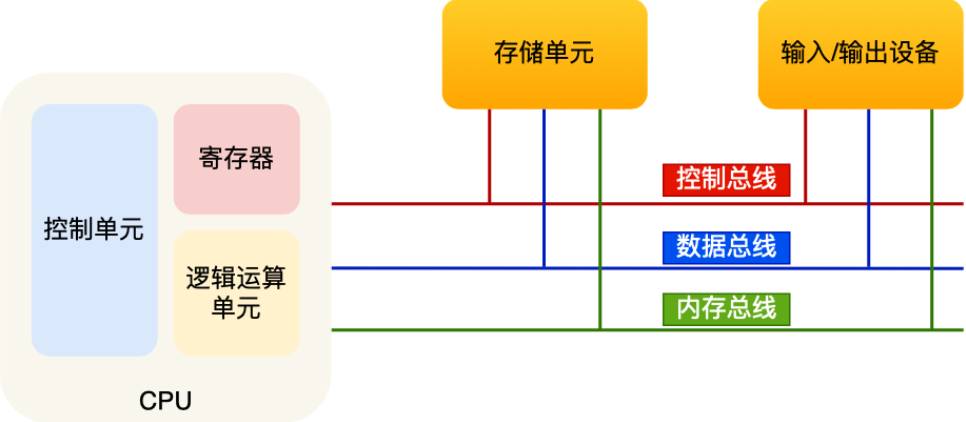 存储单元
输入/输出设备
寄存器
控制单元
逻辑运算
单元
CPU
控制总线
数据总线
内存总线